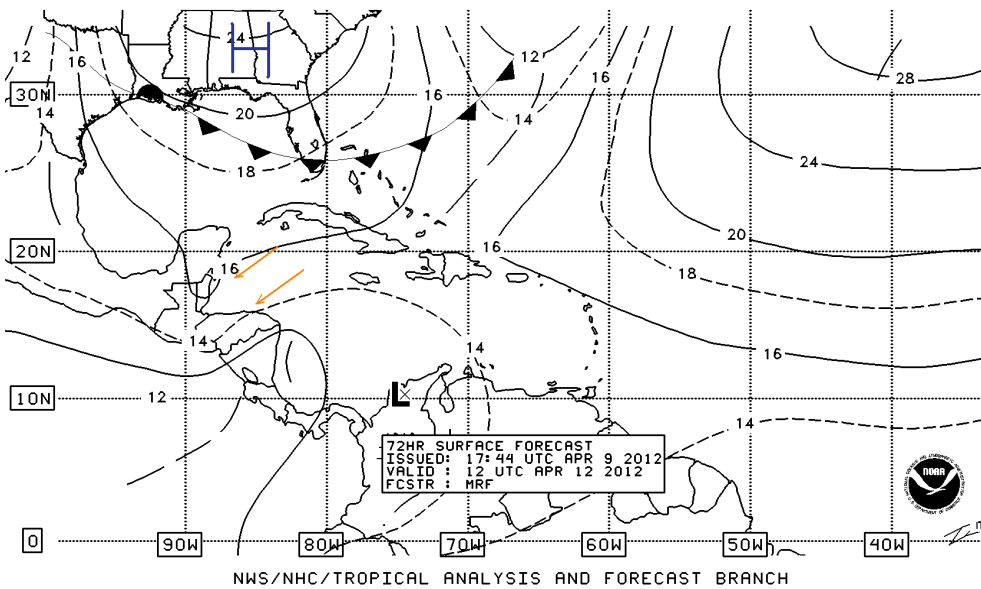 H
24
12
16
12
16
28
30N
16
14
20
14
18
24
20
16
20N
16
18
14
14
16
L
10N
12
14
72HR SURFACE FORECAST
ISSUED: 17:44 UTC APR 9 2012
VALID : 12 UTC APR 12 2012
FCSTR : MRF
NOAA
0
90W
80W
70W
60W
50W
40W
NWS/NHC/TROPICAL ANALYSIS AND FORECAST BRANCH